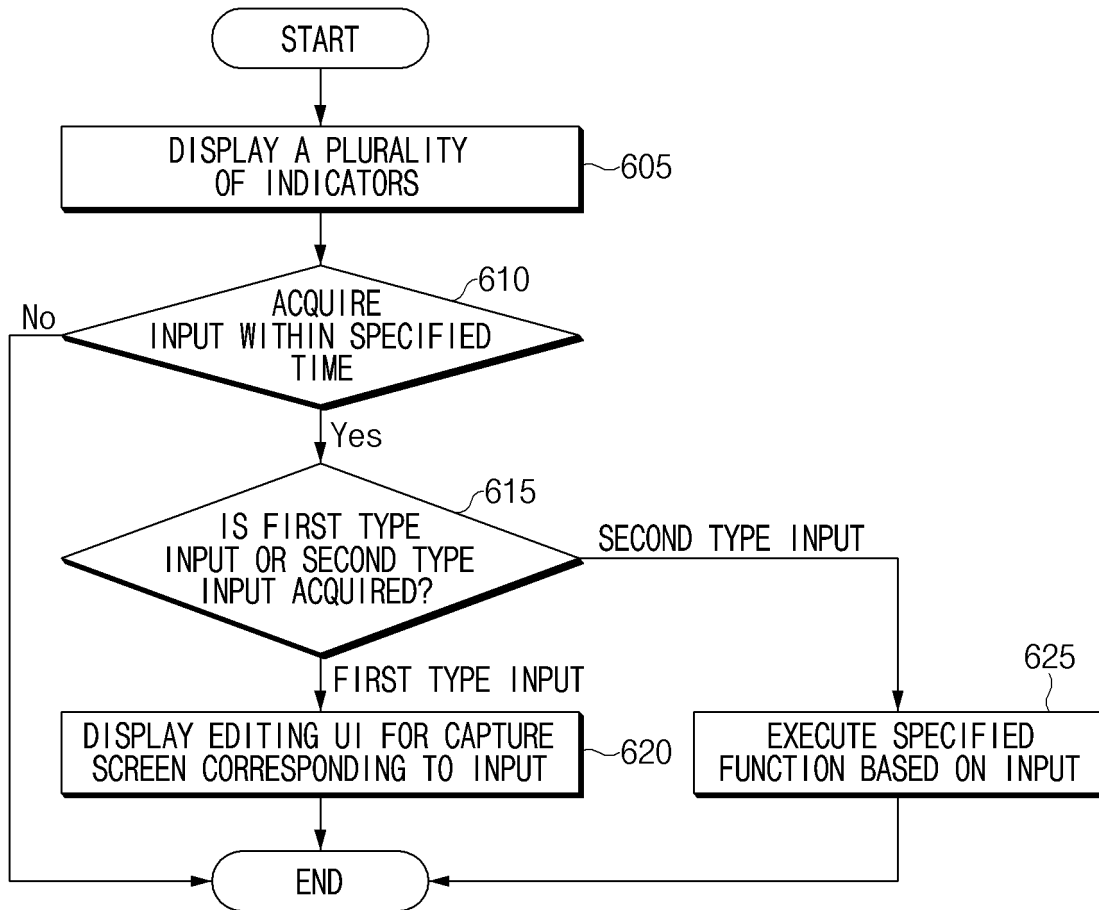 START
DISPLAY A PLURALITY
OF INDICATORS
605
610
ACQUIRE
INPUT WITHIN SPECIFIED
TIME
No
Yes
615
IS FIRST TYPE
INPUT OR SECOND TYPE
INPUT ACQUIRED?
SECOND TYPE INPUT
FIRST TYPE INPUT
DISPLAY EDITING UI FOR CAPTURE
SCREEN CORRESPONDING TO INPUT
620
625
EXECUTE SPECIFIED
FUNCTION BASED ON INPUT
END